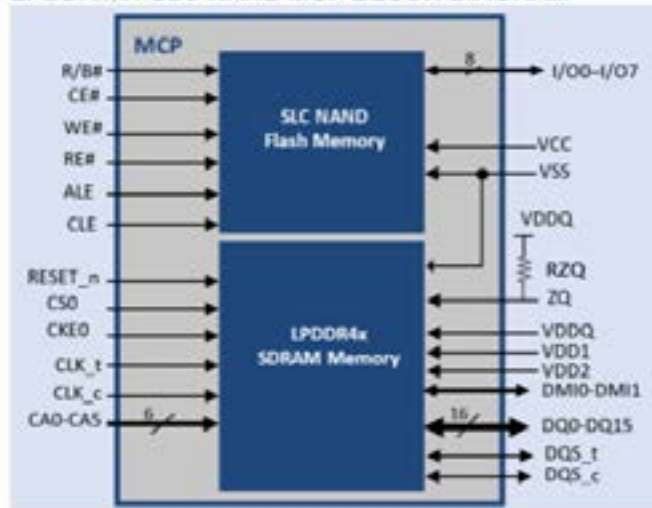 MCP
R/B#
CE#
WE#
RE#
ALE
CLE
SLC NAND
Flash Memory
8
I/O0–I/O7
VCC
VSS
VDDQ
RZQ
ZQ
RESET_n
CS0
CKE0
CLK_t
CLK_c
CA0-CA5
6
LPDDR4x
SDRAM Memory
VDDQ
VDD1
VDD2
DMI0-DMI1
16
DQ0-DQ15
DQS_t
DQS_c